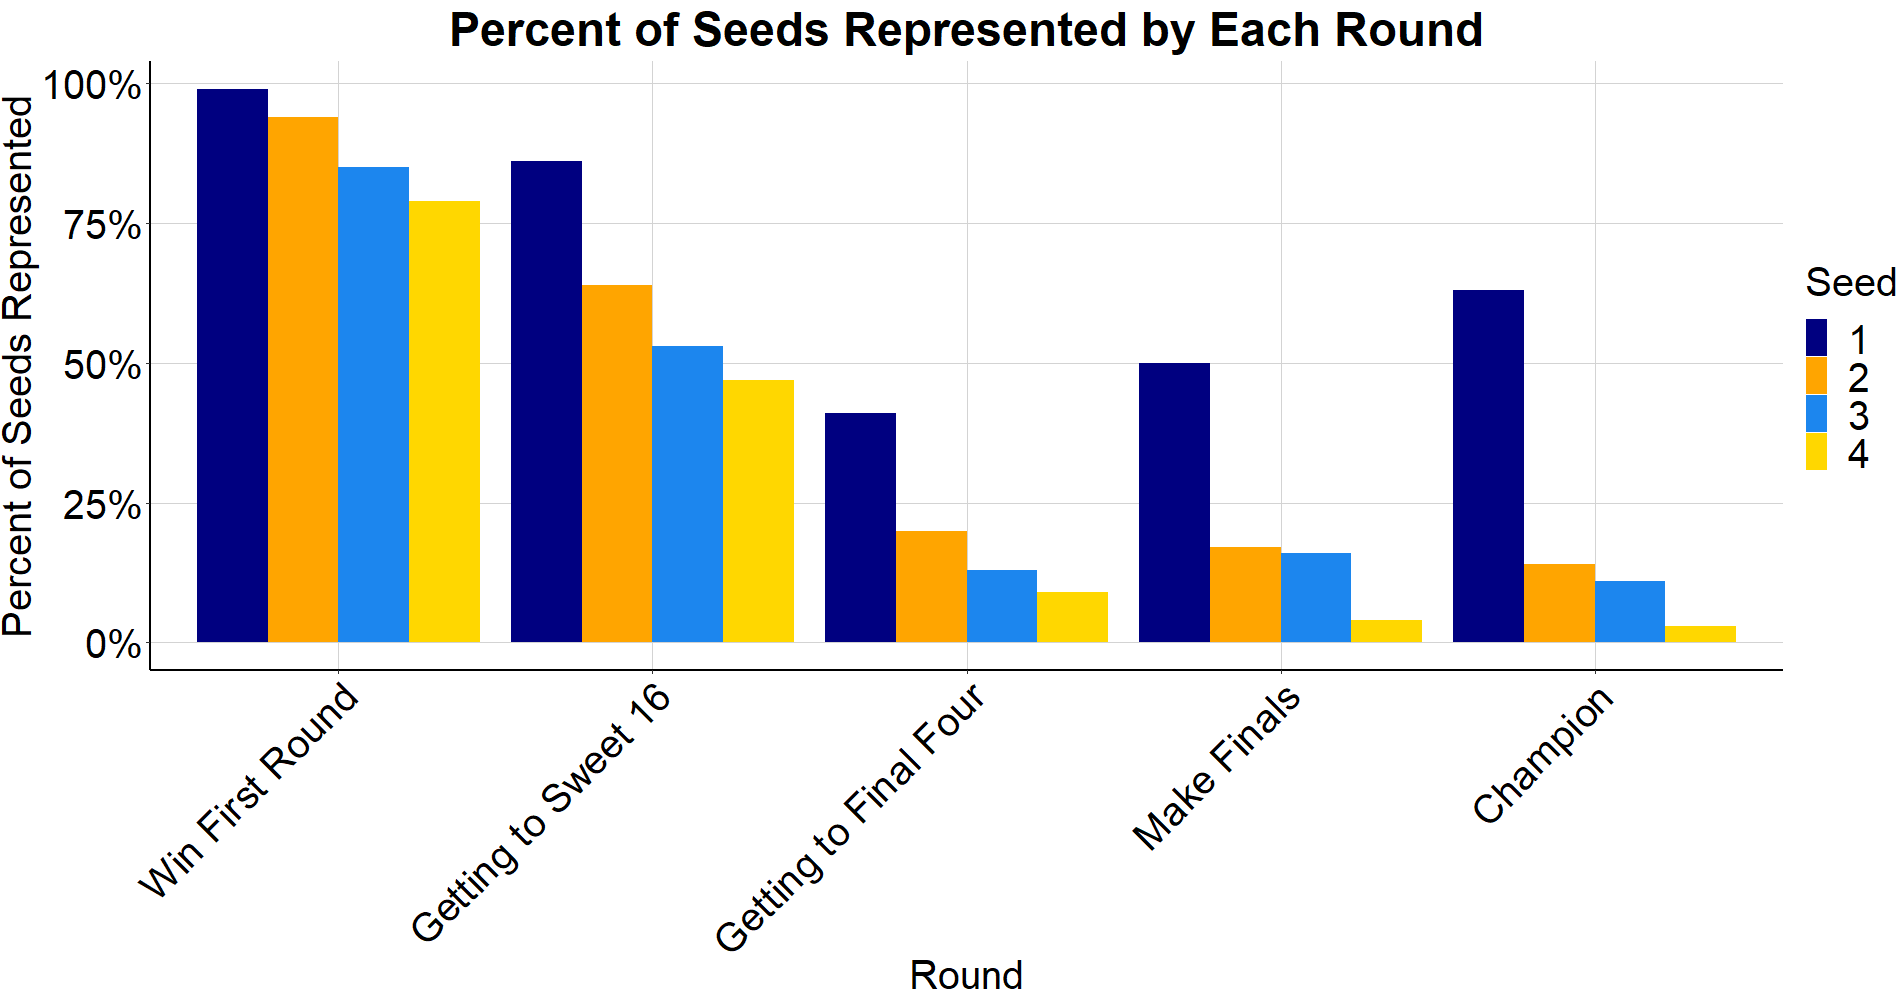 Percent of Seeds Represented by Each Round
Percent of Seeds Represented
100%
75%
50%
25%
0%
Win First Round
Getting to Sweet 16
Getting to Final Four
Make Finals
Champion
Round
Seed
1
2
3
4